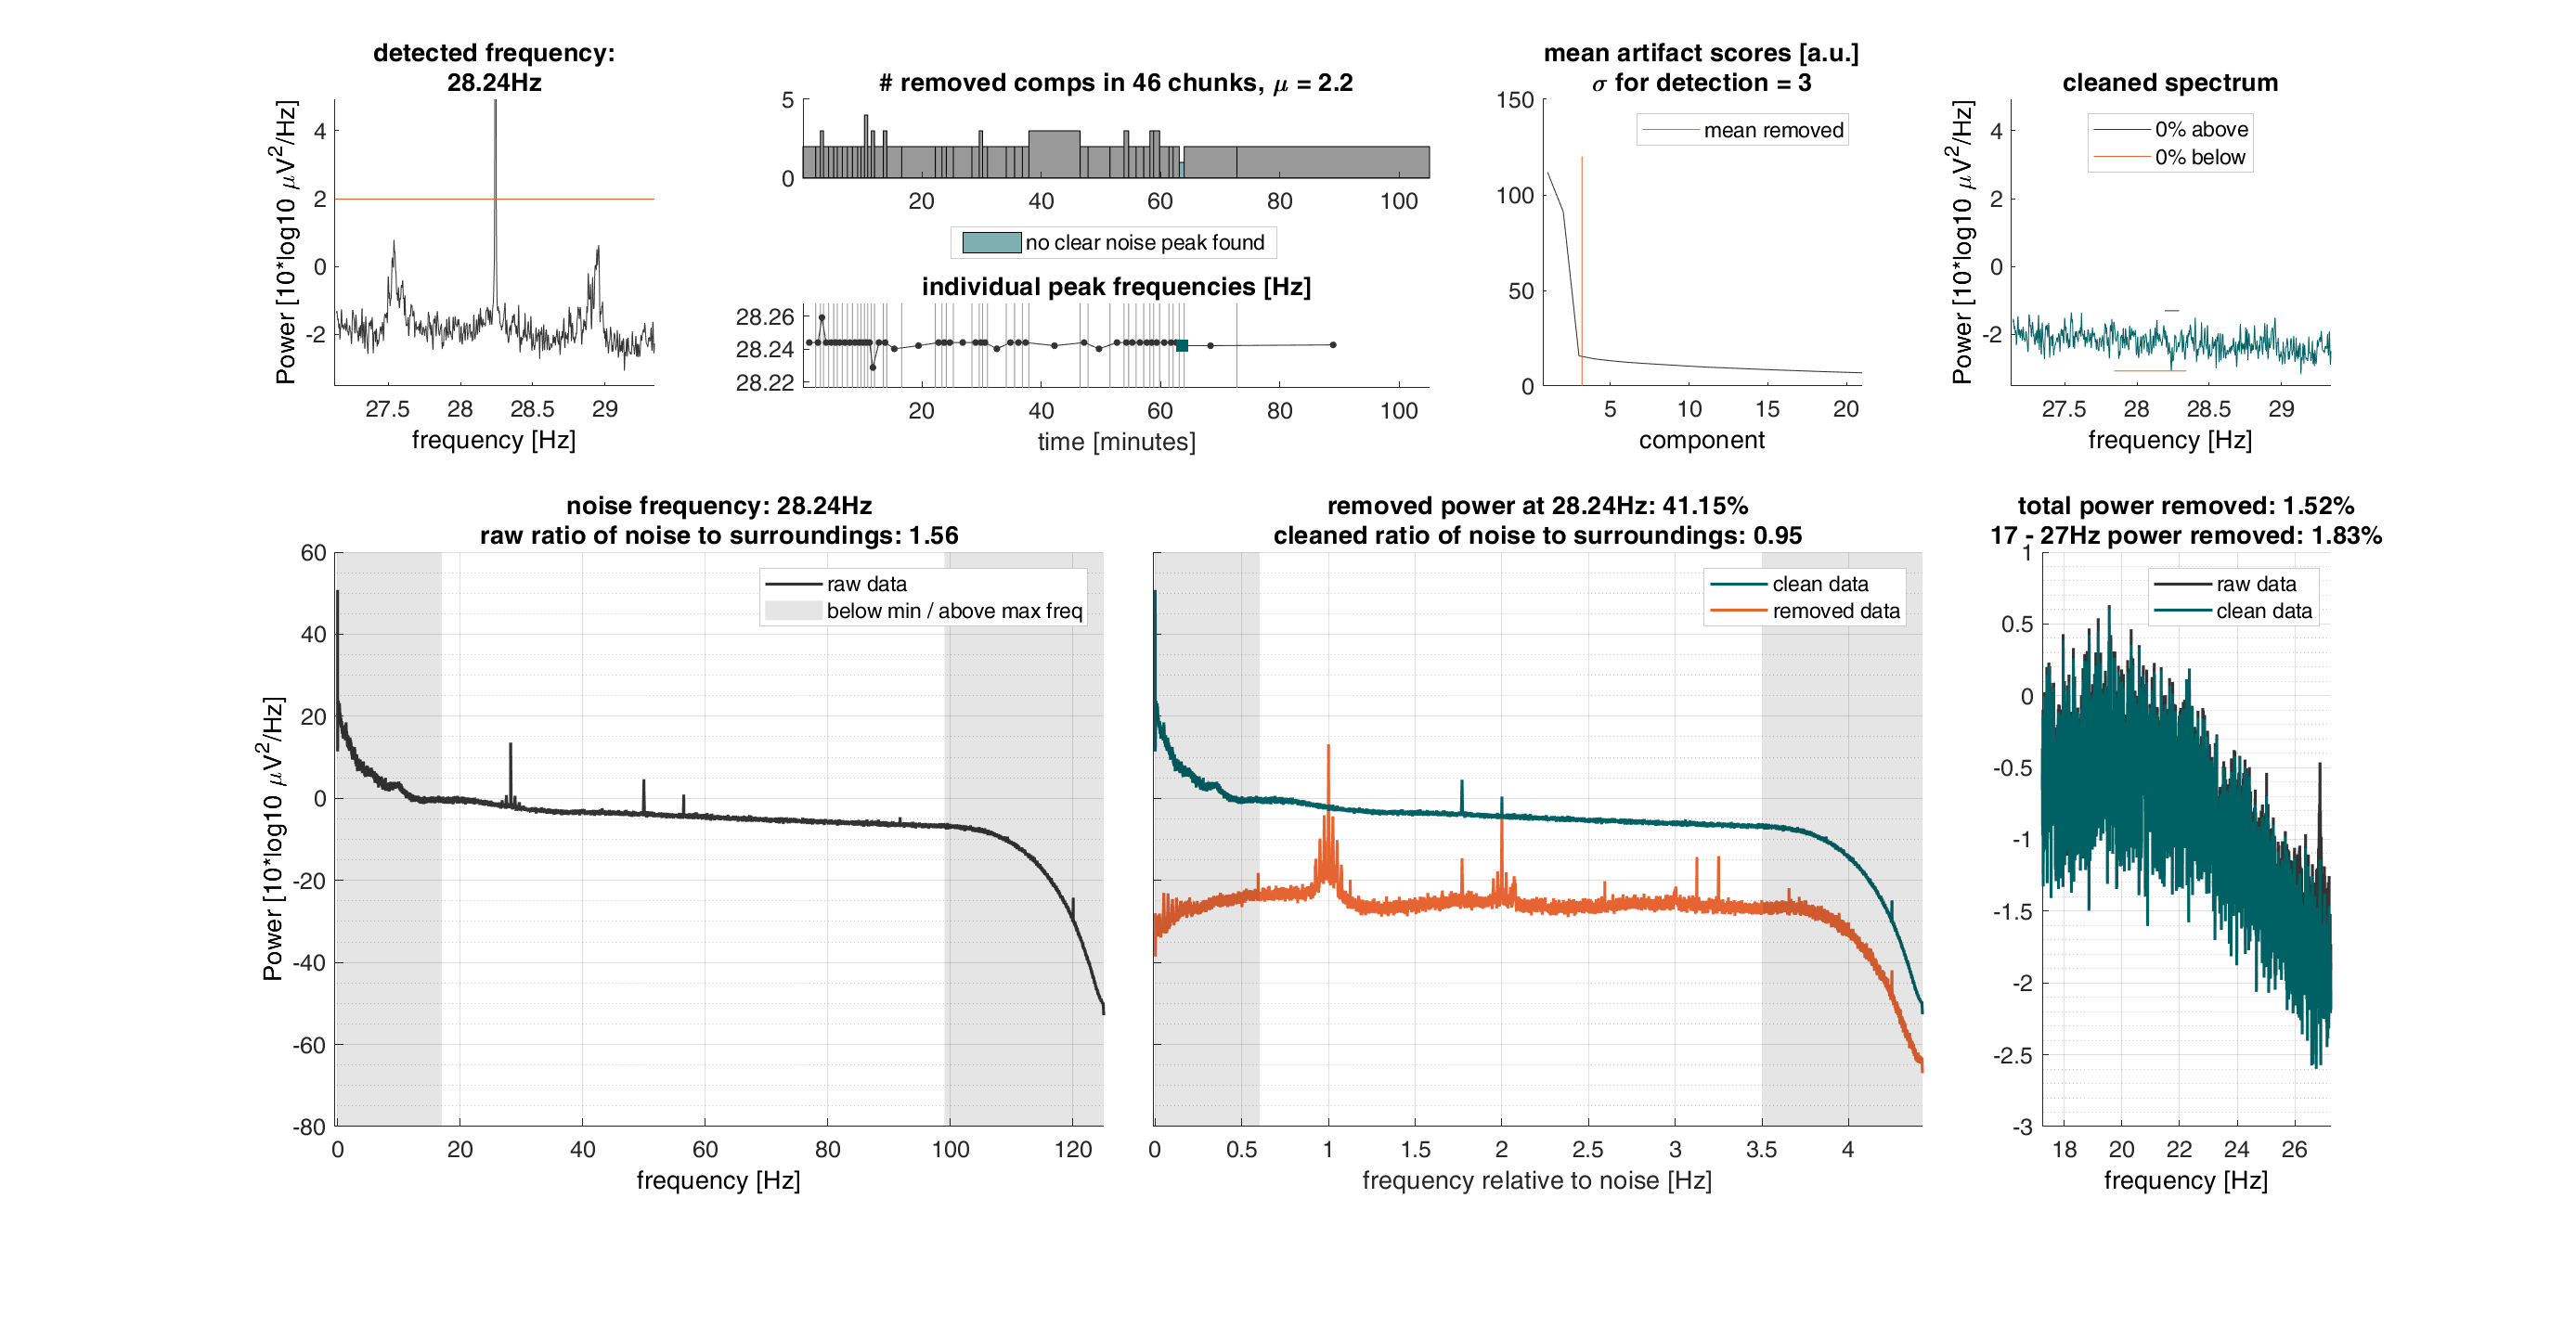 detected frequency:
28.24Hz
Power [10*log10 μV²/Hz]
4
2
0
-2
27.5 28 28.5 29
frequency [Hz]
# removed comps in 46 chunks, μ = 2.2
5
0
20 40 60 80 100
no clear noise peak found
individual peak frequencies [Hz]
28.26
28.24
28.22
20 40 60 80 100
time [minutes]
mean artifact scores [a.u.]
σ for detection = 3
150
100
50
0
mean removed
5 10 15 20
component
cleaned spectrum
Power [10*log10 μV²/Hz]
4
2
0
-2
0% above
0% below
27.5 28 28.5 29
frequency [Hz]
noise frequency: 28.24Hz
raw ratio of noise to surroundings: 1.56
Power [10*log10 μV²/Hz]
60
40
20
0
-20
-40
-60
-80
raw data
below min / above max freq
0 20 40 60 80 100 120
frequency [Hz]
removed power at 28.24Hz: 41.15%
cleaned ratio of noise to surroundings: 0.95
clean data
removed data
0 0.5 1 1.5 2 2.5 3 3.5 4
frequency relative to noise [Hz]
total power removed: 1.52%
17 - 27Hz power removed: 1.83%
1
0.5
0
-0.5
-1
-1.5
-2
-2.5
-3
raw data
clean data
18 20 22 24 26
frequency [Hz]